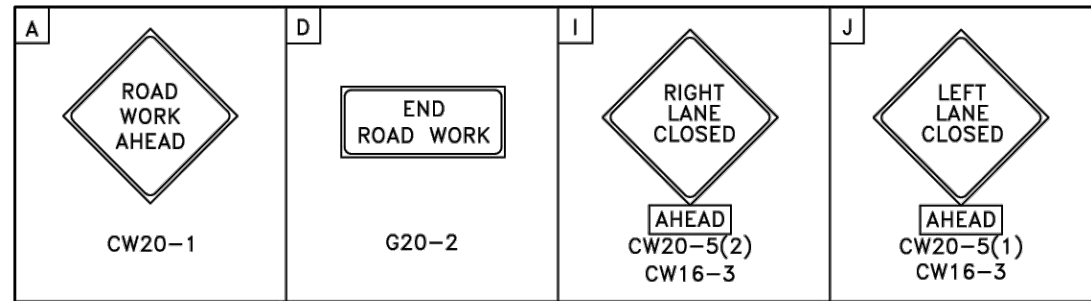 A
ROAD
WORK
AHEAD
CW20-1
D
END
ROAD WORK
G20-2
I
RIGHT
LANE
CLOSED
AHEAD
CW20-5(2)
CW16-3
J
LEFT
LANE
CLOSED
AHEAD
CW20-5(1)
CW16-3